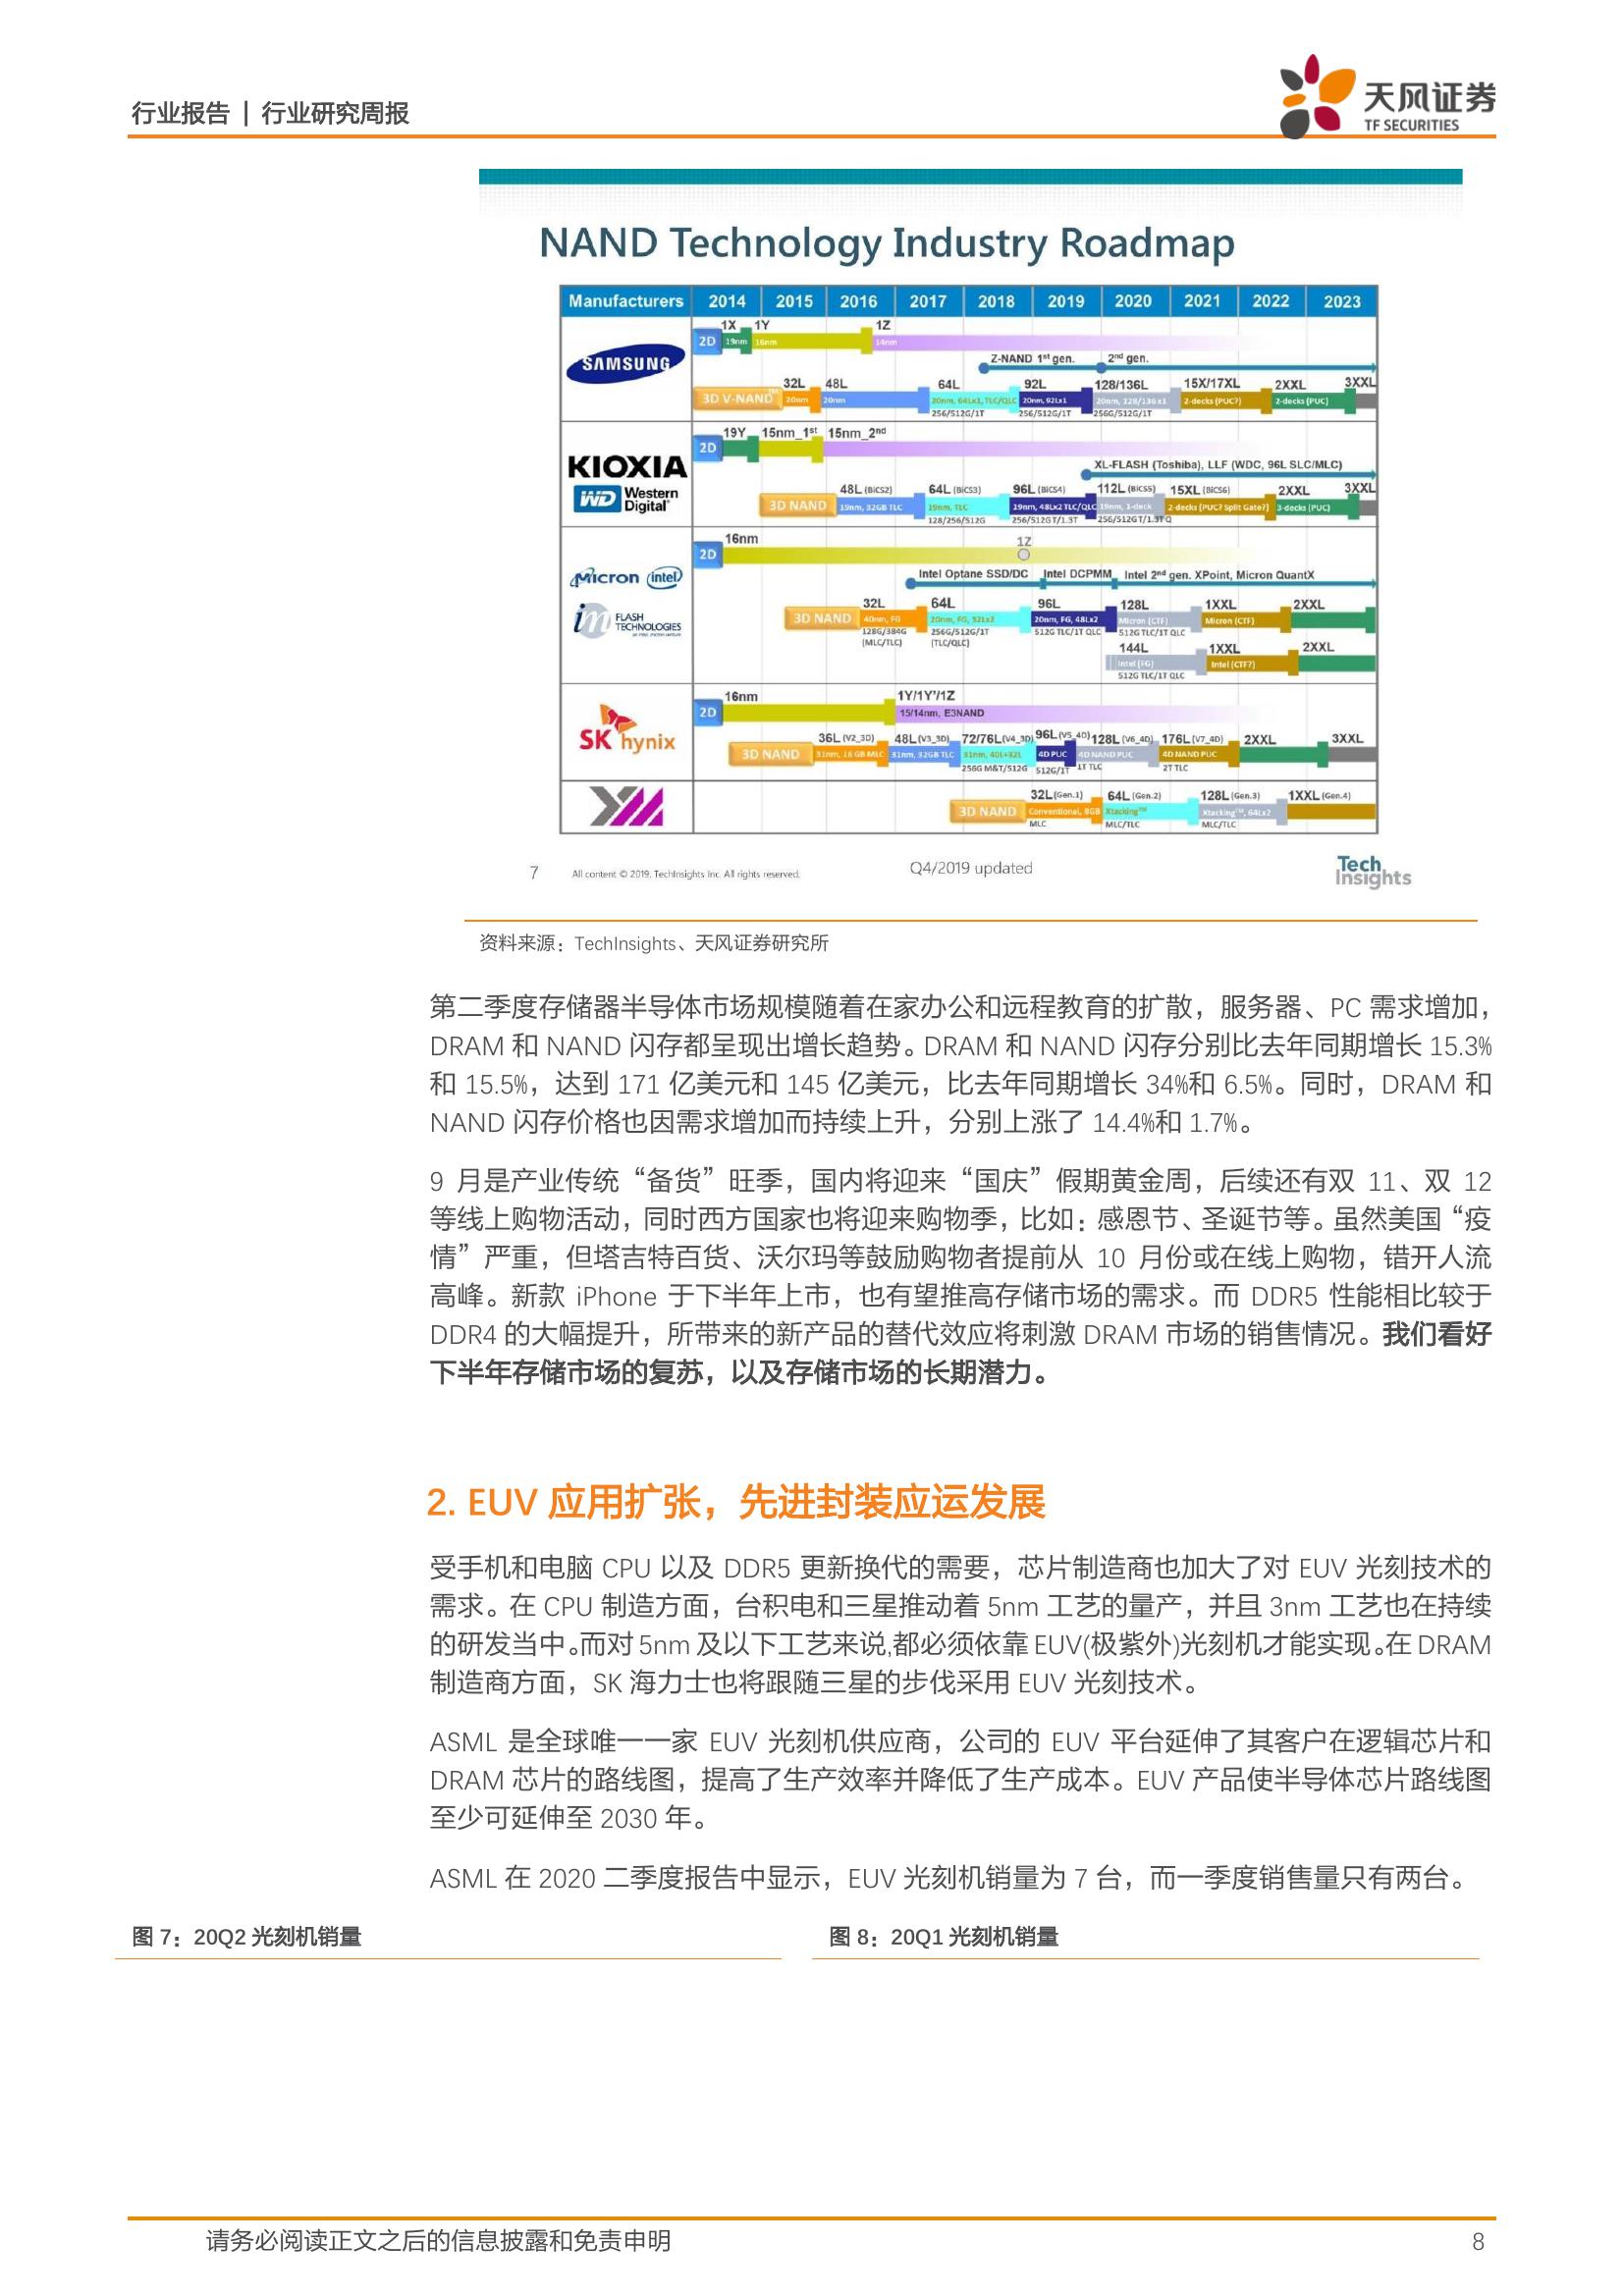 行业报告 | 行业研究周报
天风证券
TF SECURITIES
NAND Technology Industry Roadmap
Manufacturers 2014 2015 2016 2017 2018 2019 2020 2021 2022 2023
1X 1Y 1Z
2D 19nm 16nm 14nm
SAMSUNG
Z-NAND 1st gen. 2nd gen.
32L 48L 64L 92L 128/136L 15X/17XL 2XXL 3XXL
3D V-NAND 20nm 20nm 20nm, 64Lx1, TLC/QLC 20nm, 92Lx1 20nm, 128/136x1 2-decks (PUC?) 2-decks (PUC)
256/512G/1T 256/512G/1T 256G/512G/1T
19Y 15nm_1st 15nm_2nd
2D
KIOXIA
XL-FLASH (Toshiba), LLF (WDC, 96L SLC/MLC)
WD Western Digital
48L (BiCS2) 64L (BiCS3) 96L (BiCS4) 112L (BiCS5) 15XL (BiCS6) 2XXL 3XXL
3D NAND 19nm, 32GB TLC 19nm, TLC 19nm, 48Lx2 TLC/QLC 19nm, 1-deck 2-decks (PUC? Split Gate?) 3-decks (PUC)
128/256/512G 256/512G T/1.3T 256/512G T/1.3T Q
16nm 1Z
2D
Micron intel
Intel Optane SSD/DC Intel DCPMM Intel 2nd gen. XPoint, Micron QuantX
im FLASH TECHNOLOGIES
32L 64L 96L 128L 1XXL 2XXL
3D NAND 40nm, FG 20nm, FG, 32Lx2 20nm, FG, 48Lx2 Micron (CTF) Micron (CTF)
128G/384G 256G/512G/1T 512G TLC/1T QLC 512G TLC/1T QLC
(MLC/TLC) (TLC/QLC)
144L 1XXL 2XXL
Intel (FG) Intel (CTF?)
512G TLC/1T QLC
16nm 1Y/1Y'/1Z
2D 15/14nm, E3NAND
SK hynix
36L (V2_3D) 48L (V3_3D) 72/76L (V4_3D) 96L (V5_4D) 128L (V6_4D) 176L (V7_4D) 2XXL 3XXL
3D NAND 31nm, 16 GB MLC 31nm, 32GB TLC 31nm, 40L+32L 4D PUC 4D NAND PUC 4D NAND PUC
256G M&T/512G 512G/1T 1T TLC 2T TLC
32L (Gen.1) 64L (Gen.2) 128L (Gen.3) 1XXL (Gen.4)
3D NAND Conventional, 8GB Xtacking™ Xtacking™, 64Lx2
MLC MLC/TLC MLC/TLC
7 All content © 2019. TechInsights Inc. All rights reserved. Q4/2019 updated Tech Insights
资料来源：TechInsights、天风证券研究所
第二季度存储器半导体市场规模随着在家办公和远程教育的扩散，服务器、PC 需求增加，
DRAM 和 NAND 闪存都呈现出增长趋势。DRAM 和 NAND 闪存分别比去年同期增长 15.3%
和 15.5%，达到 171 亿美元和 145 亿美元，比去年同期增长 34%和 6.5%。同时，DRAM 和
NAND 闪存价格也因需求增加而持续上升，分别上涨了 14.4%和 1.7%。
9 月是产业传统“备货”旺季，国内将迎来“国庆”假期黄金周，后续还有双 11、双 12
等线上购物活动，同时西方国家也将迎来购物季，比如：感恩节、圣诞节等。虽然美国“疫
情”严重，但塔吉特百货、沃尔玛等鼓励购物者提前从 10 月份或在线上购物，错开人流
高峰。新款 iPhone 于下半年上市，也有望推高存储市场的需求。而 DDR5 性能相比较于
DDR4 的大幅提升，所带来的新产品的替代效应将刺激 DRAM 市场的销售情况。我们看好
下半年存储市场的复苏，以及存储市场的长期潜力。
2. EUV 应用扩张，先进封装应运发展
受手机和电脑 CPU 以及 DDR5 更新换代的需要，芯片制造商也加大了对 EUV 光刻技术的
需求。在 CPU 制造方面，台积电和三星推动着 5nm 工艺的量产，并且 3nm 工艺也在持续
的研发当中。而对 5nm 及以下工艺来说,都必须依靠 EUV(极紫外)光刻机才能实现。在 DRAM
制造商方面，SK 海力士也将跟随三星的步伐采用 EUV 光刻技术。
ASML 是全球唯一一家 EUV 光刻机供应商，公司的 EUV 平台延伸了其客户在逻辑芯片和
DRAM 芯片的路线图，提高了生产效率并降低了生产成本。EUV 产品使半导体芯片路线图
至少可延伸至 2030 年。
ASML 在 2020 二季度报告中显示，EUV 光刻机销量为 7 台，而一季度销售量只有两台。
图 7：20Q2 光刻机销量 图 8：20Q1 光刻机销量
请务必阅读正文之后的信息披露和免责申明 8